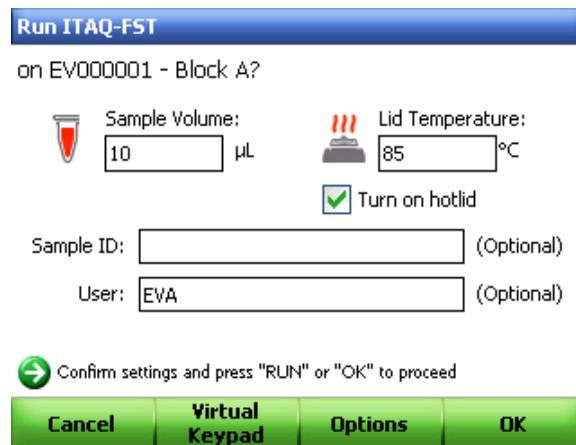 Run ITAQ-FST
on EV000001 - Block A?
Sample Volume:
10 µL
Lid Temperature:
85 °C
Turn on hotlid
Sample ID: (Optional)
User: EVA (Optional)
Confirm settings and press "RUN" or "OK" to proceed
Cancel
Virtual
Keypad
Options
OK